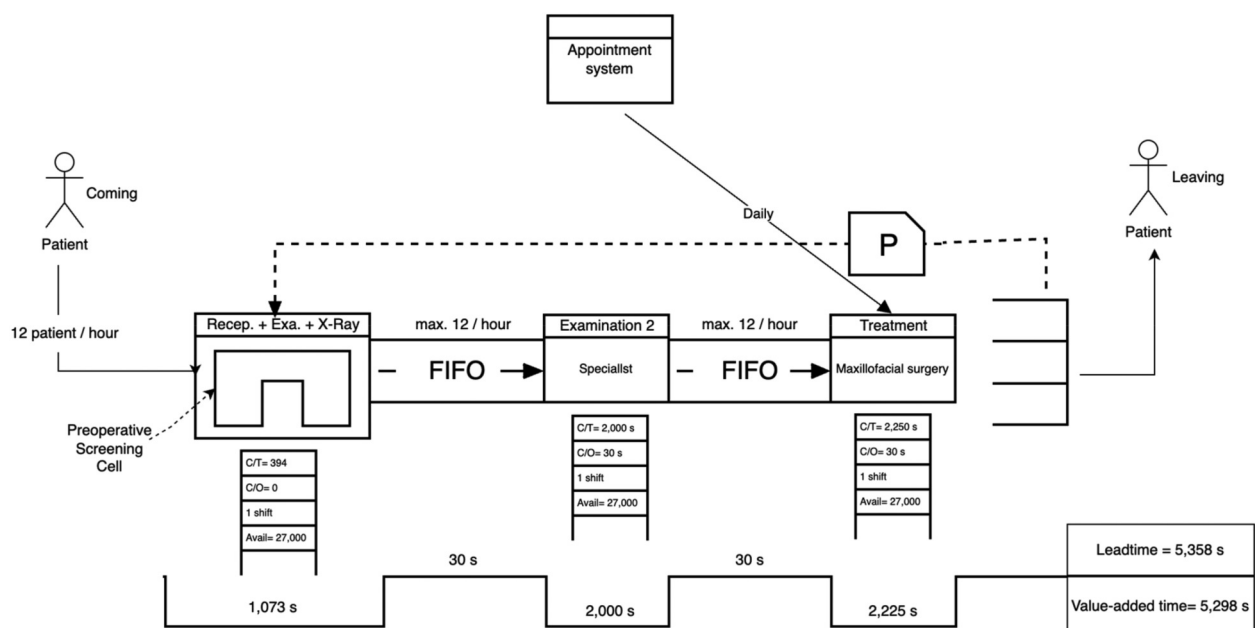 Appointment
system
Coming
Patient
Leaving
Patient
Daily
P
12 patient / hour
Recep. + Exa. + X-Ray
max. 12 / hour
Examination 2
max. 12 / hour
Treatment
FIFO
Speciallst
FIFO
Maxillofacial surgery
Preoperative
Screening
Cell
C/T= 394
C/O= 0
1 shift
Avail= 27,000
C/T= 2,000 s
C/O= 30 s
1 shift
Avail= 27,000
C/T= 2,250 s
C/O= 30 s
1 shift
Avail= 27,000
30 s
30 s
1,073 s
2,000 s
2,225 s
Leadtime = 5,358 s
Value-added time= 5,298 s